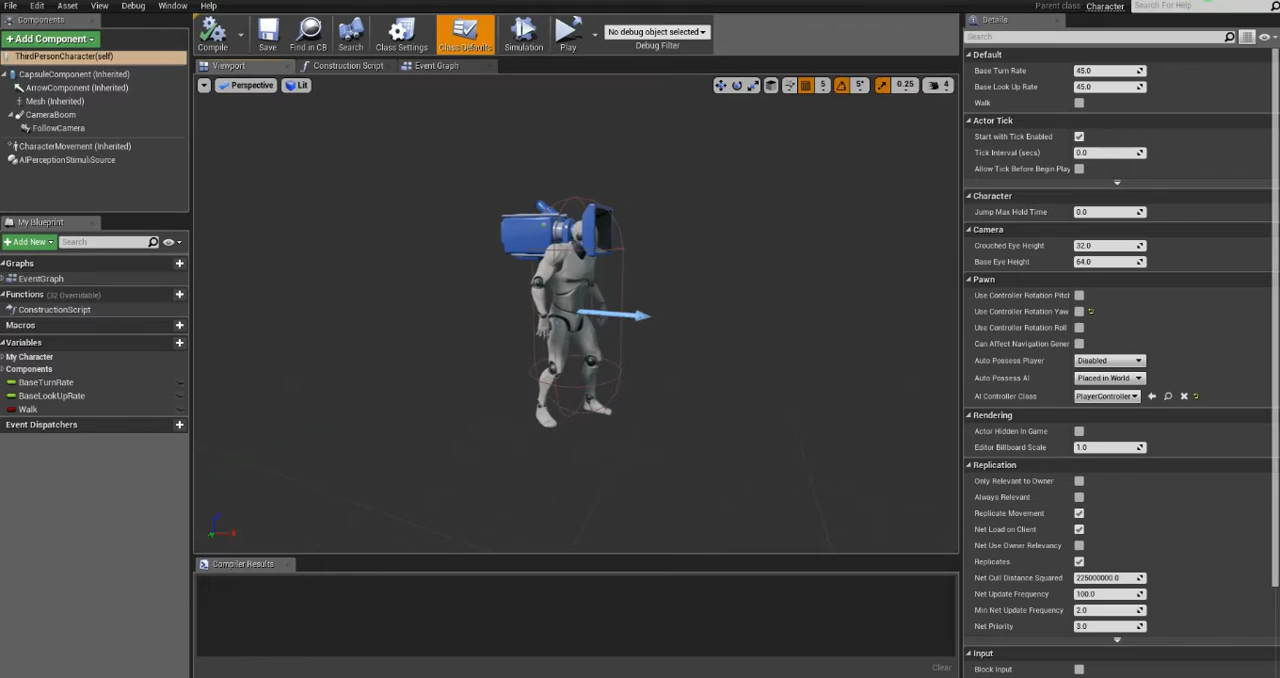 File Edit Asset View Debug Window Help
Parent class: Character Search For Help
Components
Details
+Add Component
Compile Save Find in CB Search Class Settings Class Defaults Simulation Play
No debug object selected
Debug Filter
Search
ThirdPersonCharacter(self)
CapsuleComponent (Inherited)
ArrowComponent (Inherited)
Mesh (Inherited)
CameraBoom
FollowCamera
CharacterMovement (Inherited)
AIPerceptionStimuliSource
My Blueprint
+Add New Search
Graphs
EventGraph
Functions (32 Overridable)
ConstructionScript
Macros
Variables
My Character
Components
BaseTurnRate
BaseLookUpRate
Walk
Event Dispatchers
Viewport Construction Script Event Graph
Perspective Lit
5 5° 0.25 4
Compiler Results
Clear
Default
Base Turn Rate 45.0
Base Look Up Rate 45.0
Walk
Actor Tick
Start with Tick Enabled
Tick Interval (secs) 0.0
Allow Tick Before Begin Play
Character
Jump Max Hold Time 0.0
Camera
Crouched Eye Height 32.0
Base Eye Height 64.0
Pawn
Use Controller Rotation Pitch
Use Controller Rotation Yaw
Use Controller Rotation Roll
Can Affect Navigation Gener
Auto Possess Player Disabled
Auto Possess AI Placed in World
AI Controller Class PlayerController
Rendering
Actor Hidden In Game
Editor Billboard Scale 1.0
Replication
Only Relevant to Owner
Always Relevant
Replicate Movement
Net Load on Client
Net Use Owner Relevancy
Replicates
Net Cull Distance Squared 225000000.0
Net Update Frequency 100.0
Min Net Update Frequency 2.0
Net Priority 3.0
Input
Block Input